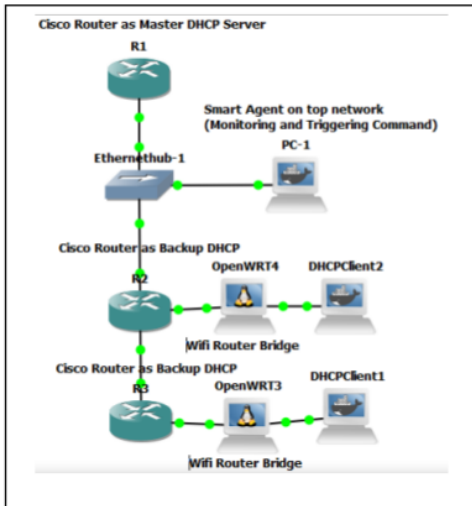 Cisco Router as Master DHCP Server
R1
Smart Agent on top network
(Monitoring and Triggering Command)
PC-1
Ethernethub-1
Cisco Router as Backup DHCP
R2
OpenWRT4
DHCPClient2
Wifi Router Bridge
Cisco Router as Backup DHCP
R3
OpenWRT3
DHCPClient1
Wifi Router Bridge